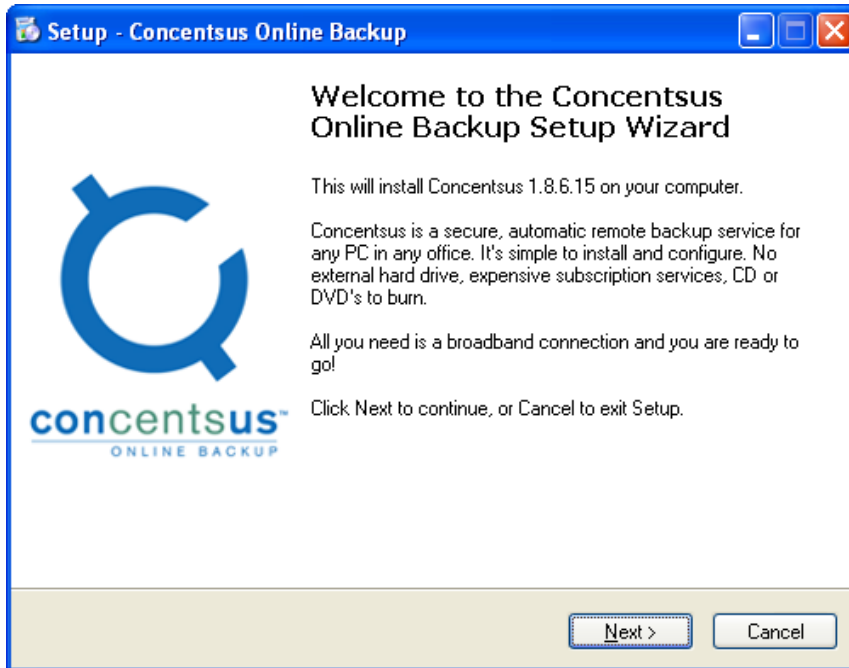 Setup - Concentsus Online Backup
Welcome to the Concentsus
Online Backup Setup Wizard
This will install Concentsus 1.8.6.15 on your computer.
Concentsus is a secure, automatic remote backup service for
any PC in any office. It's simple to install and configure. No
external hard drive, expensive subscription services, CD or
DVD's to burn.
All you need is a broadband connection and you are ready to
go!
Click Next to continue, or Cancel to exit Setup.
concentsus™
ONLINE BACKUP
Next >
Cancel